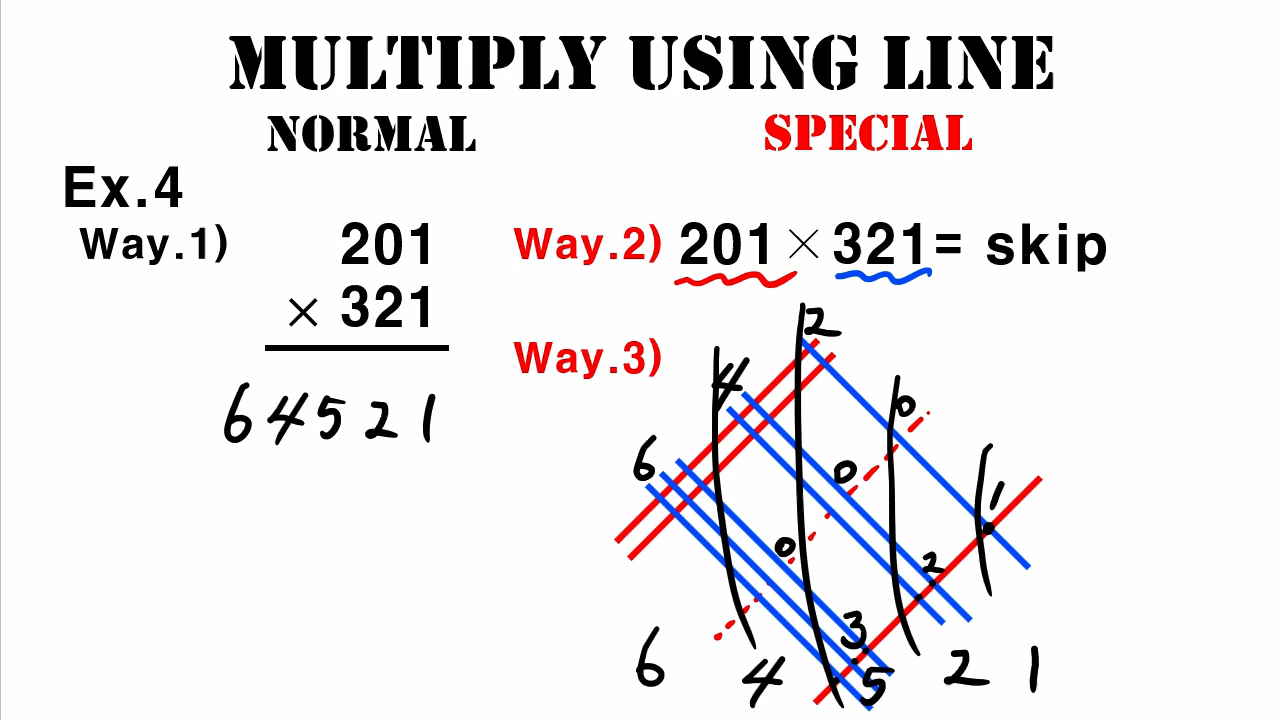 MULTIPLY USING LINE
NORMAL SPECIAL
Ex.4
Way.1) 201
× 321
64521
Way.2) 201×321= skip
Way.3)
2
4
0
6
0
1
0
2
3
6 4 5 2 1